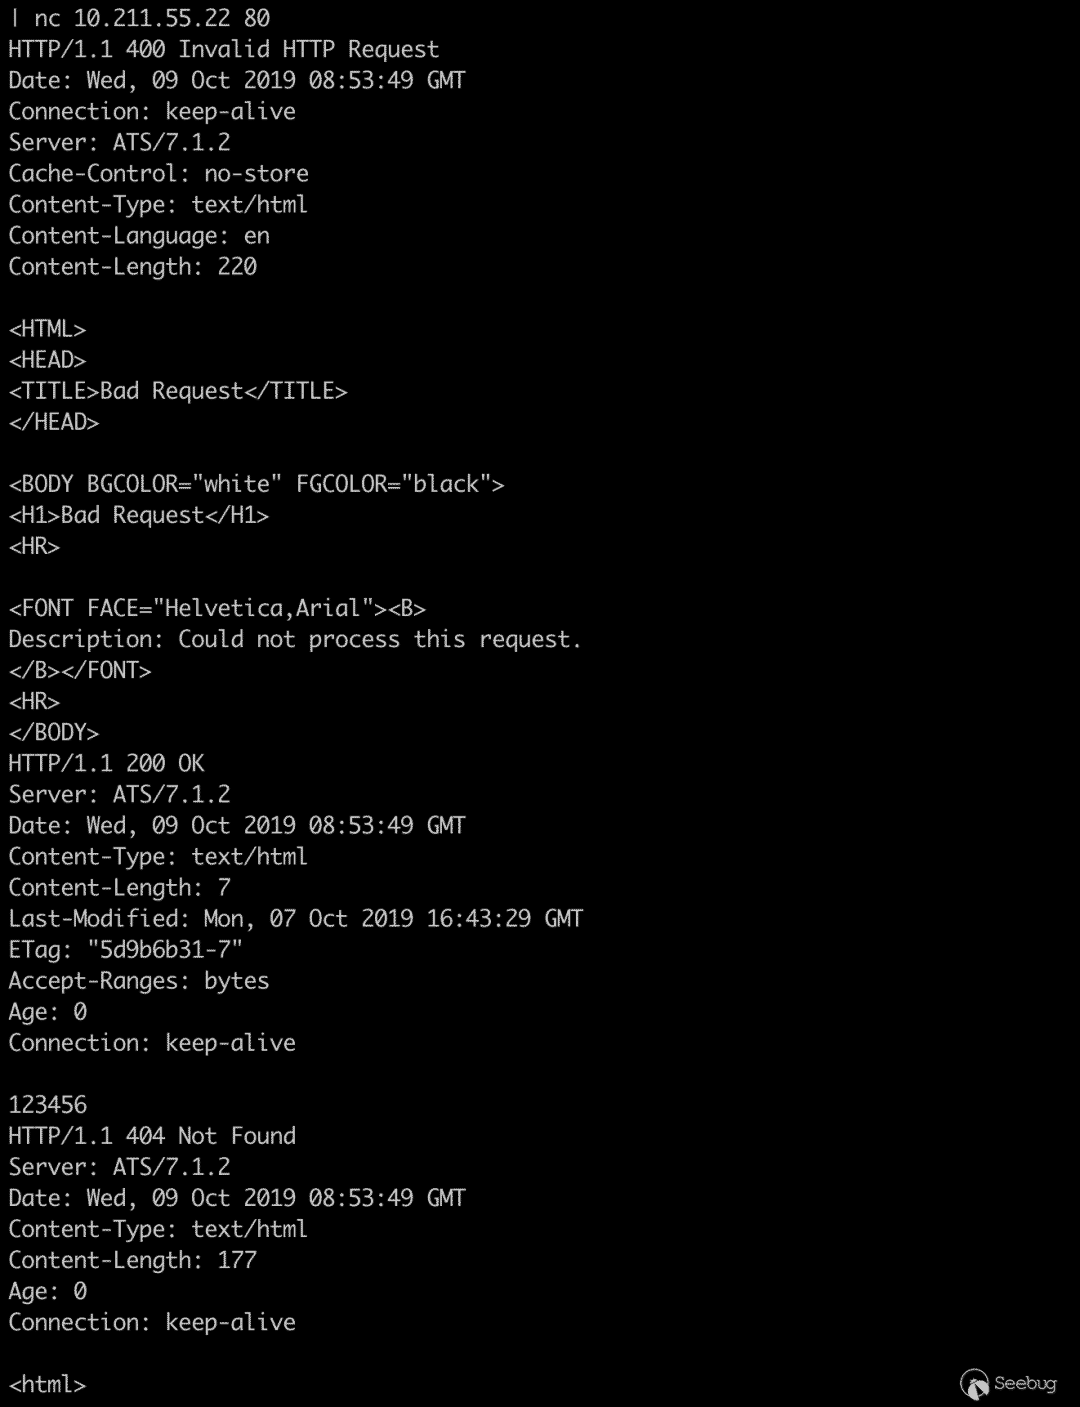 | nc 10.211.55.22 80
HTTP/1.1 400 Invalid HTTP Request
Date: Wed, 09 Oct 2019 08:53:49 GMT
Connection: keep-alive
Server: ATS/7.1.2
Cache-Control: no-store
Content-Type: text/html
Content-Language: en
Content-Length: 220

<HTML>
<HEAD>
<TITLE>Bad Request</TITLE>
</HEAD>

<BODY BGCOLOR="white" FGCOLOR="black">
<H1>Bad Request</H1>
<HR>

<FONT FACE="Helvetica,Arial"><B>
Description: Could not process this request.
</B></FONT>
<HR>
</BODY>
HTTP/1.1 200 OK
Server: ATS/7.1.2
Date: Wed, 09 Oct 2019 08:53:49 GMT
Content-Type: text/html
Content-Length: 7
Last-Modified: Mon, 07 Oct 2019 16:43:29 GMT
ETag: "5d9b6b31-7"
Accept-Ranges: bytes
Age: 0
Connection: keep-alive

123456
HTTP/1.1 404 Not Found
Server: ATS/7.1.2
Date: Wed, 09 Oct 2019 08:53:49 GMT
Content-Type: text/html
Content-Length: 177
Age: 0
Connection: keep-alive

<html>
Seebug